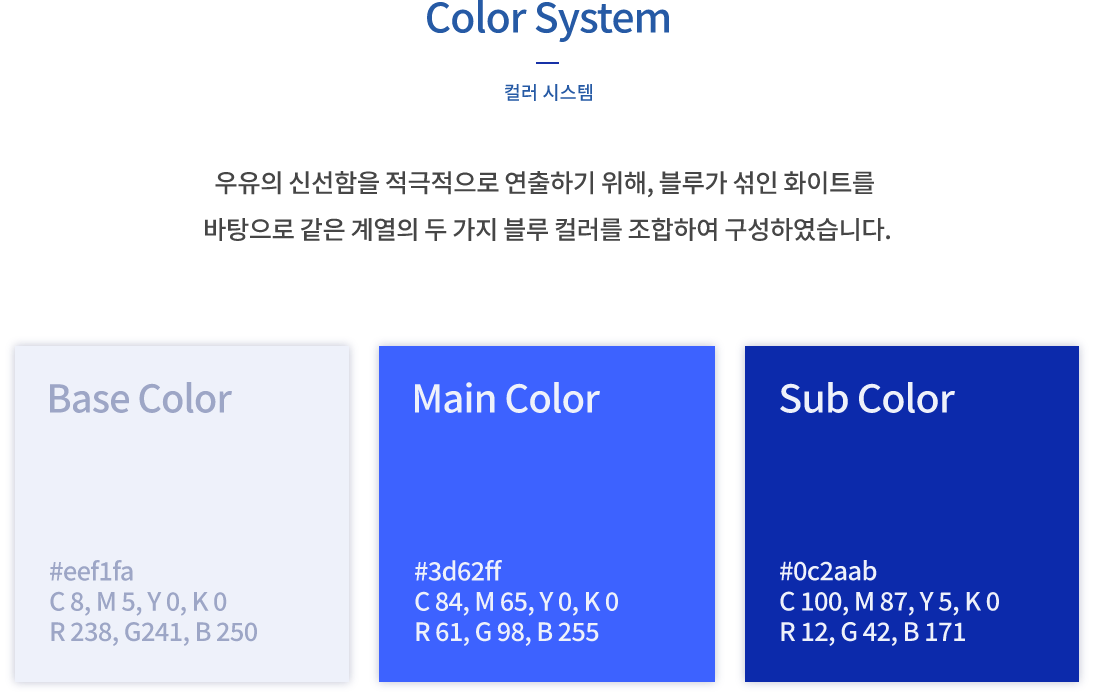 Color System
컬러 시스템
우유의 신선함을 적극적으로 연출하기 위해, 블루가 섞인 화이트를
바탕으로 같은 계열의 두 가지 블루 컬러를 조합하여 구성하였습니다.
Base Color
#eef1fa
C 8, M 5, Y 0, K 0
R 238, G241, B 250
Main Color
#3d62ff
C 84, M 65, Y 0, K 0
R 61, G 98, B 255
Sub Color
#0c2aab
C 100, M 87, Y 5, K 0
R 12, G 42, B 171